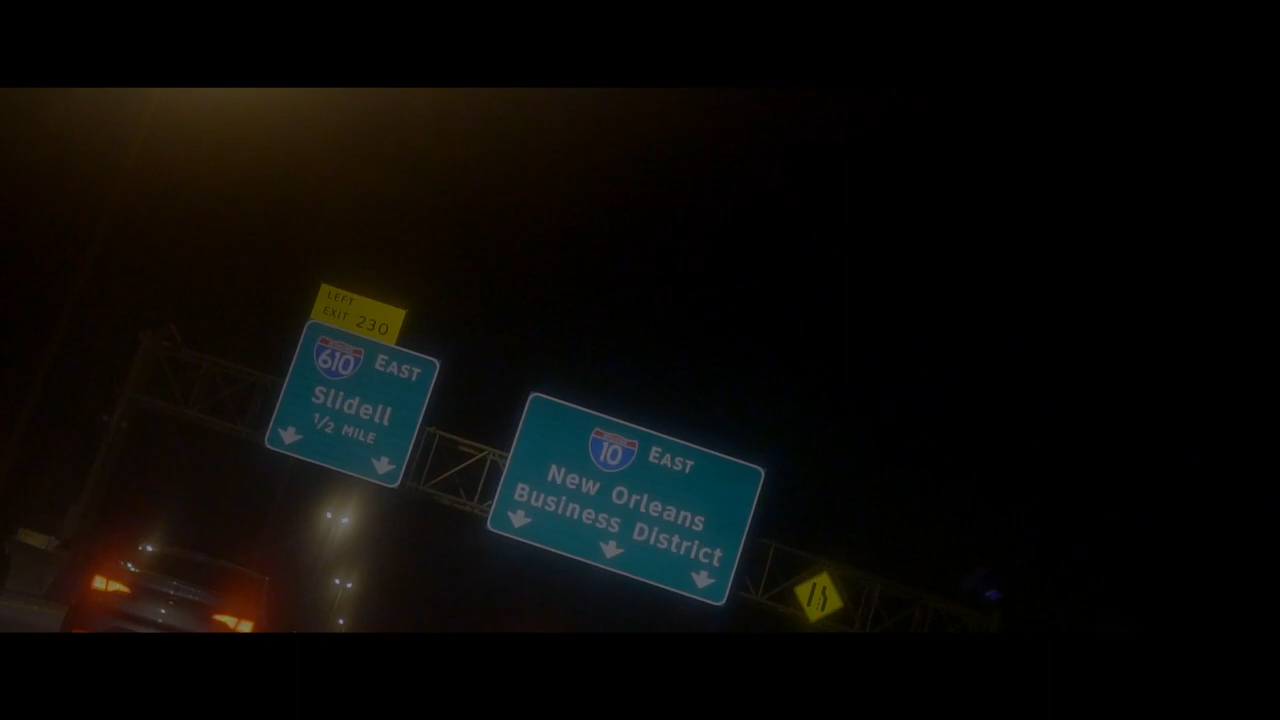 LEFT
EXIT 230
610 EAST
Slidell
1/2 MILE
10 EAST
New Orleans
Business District